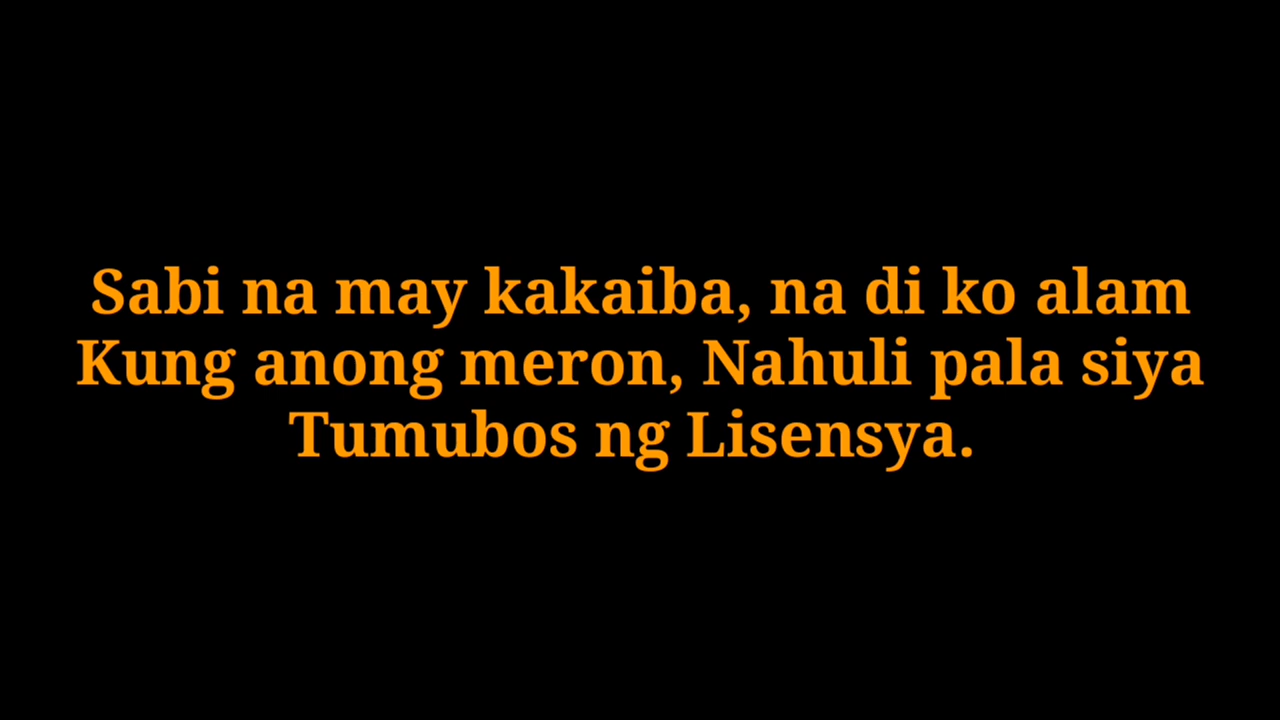 Sabi na may kakaiba, na di ko alam
Kung anong meron, Nahuli pala siya
Tumubos ng Lisensya.